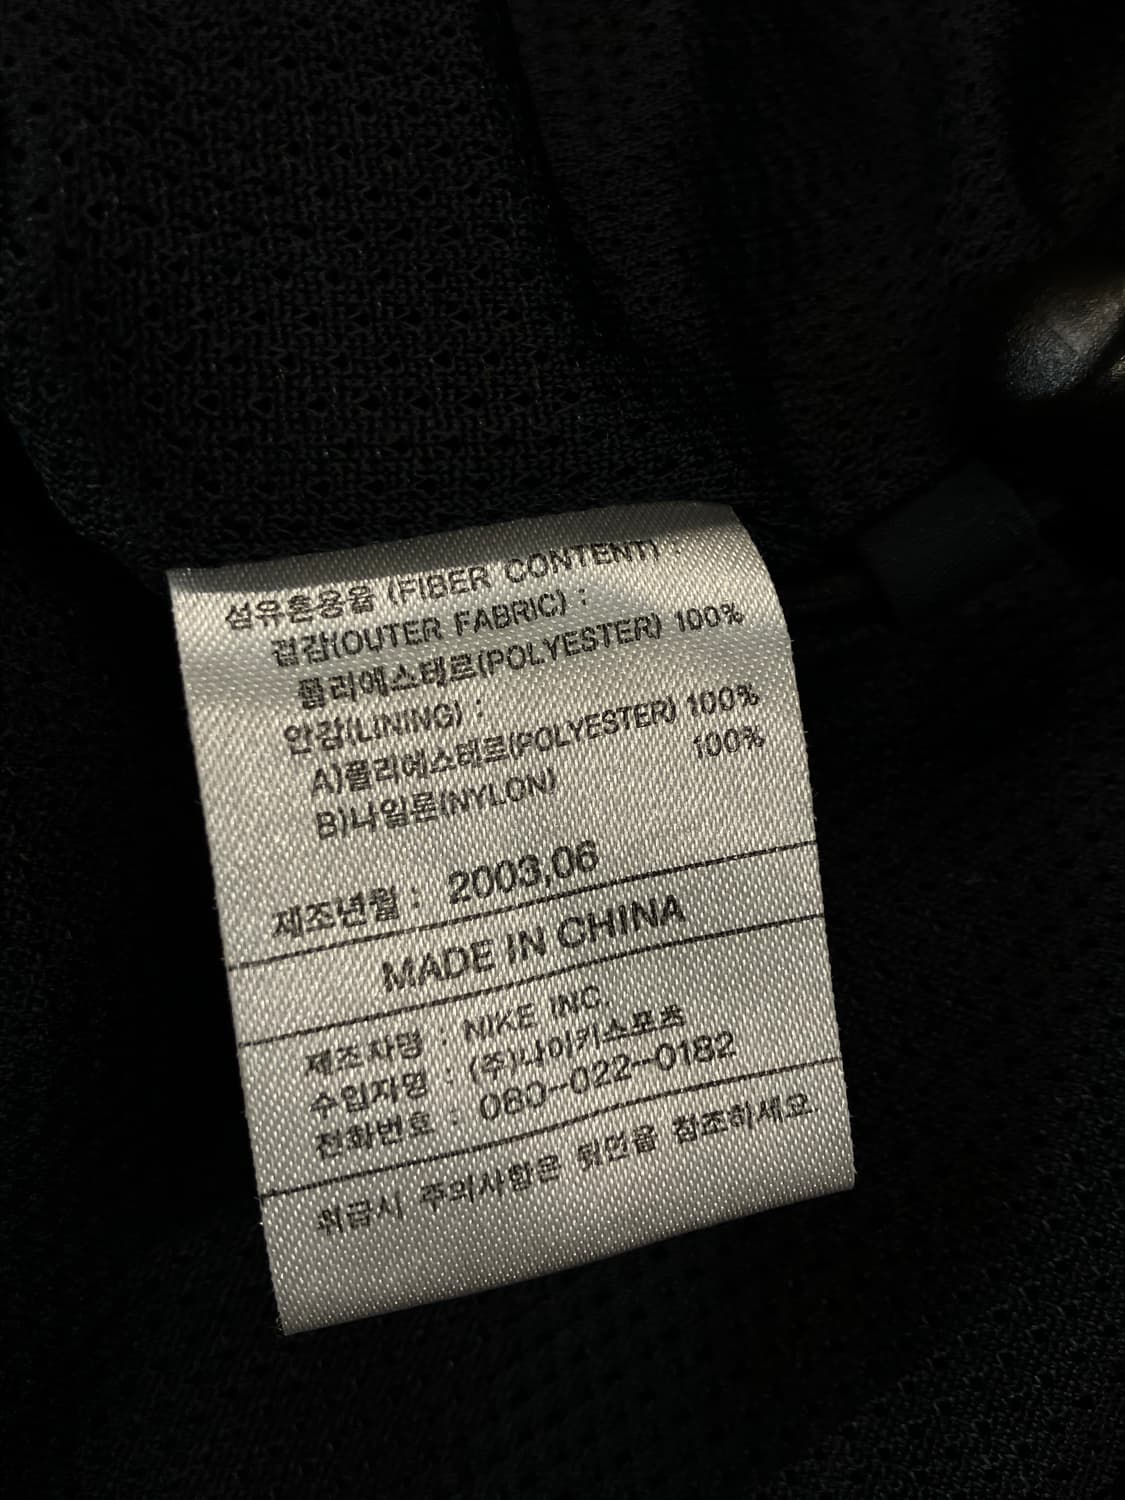 섬유혼용율 (FIBER CONTENT) :
겉감(OUTER FABRIC) :
폴리에스테르(POLYESTER) 100%
안감(LINING) :
A)폴리에스테르(POLYESTER) 100%
B)나일론(NYLON) 100%
제조년월 : 2003,06
MADE IN CHINA
제조자명 : NIKE INC.
수입자명 : (주)나이키스포츠
전화번호 : 080-022-0182
취급시 주의사항은 뒷면을 참조하세요